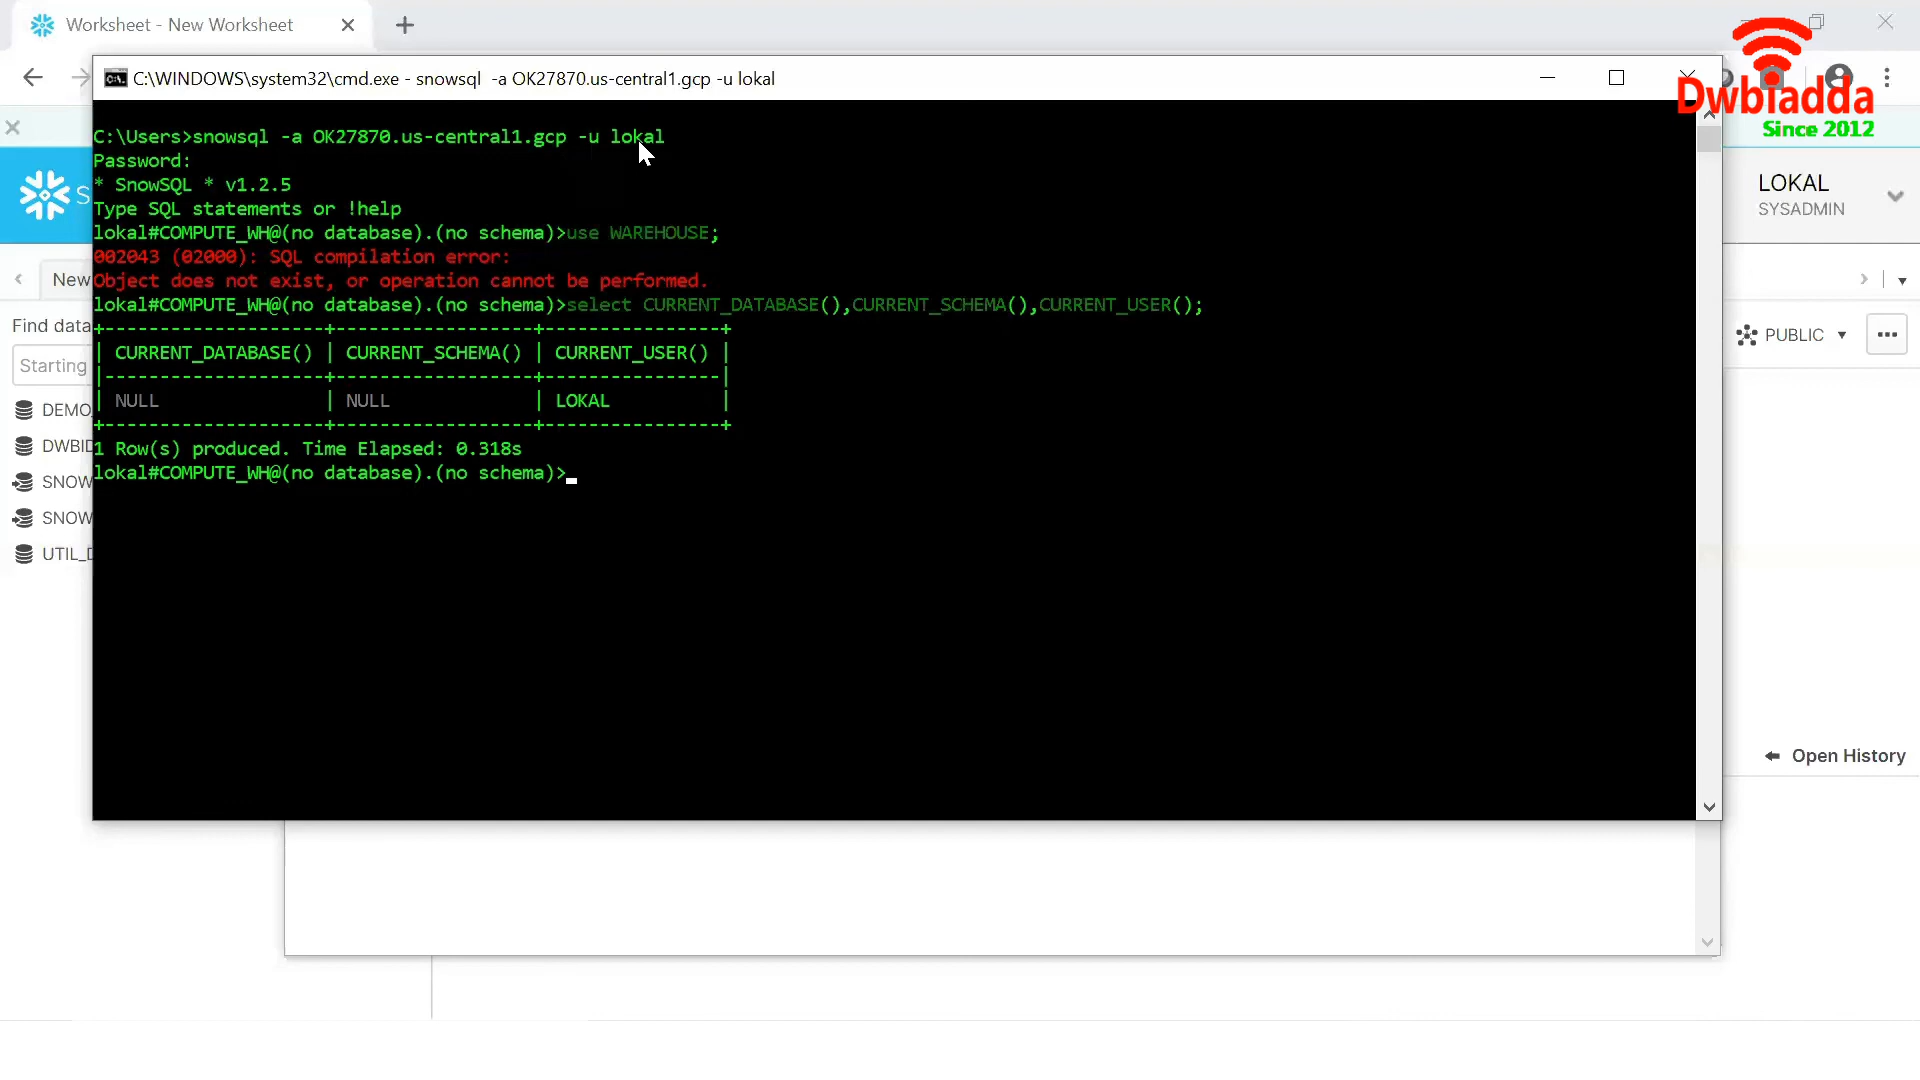 Worksheet - New Worksheet
C:\WINDOWS\system32\cmd.exe - snowsql  -a OK27870.us-central1.gcp -u lokal
Dwbiadda
Since 2012
C:\Users>snowsql -a OK27870.us-central1.gcp -u lokal
Password:
* SnowSQL * v1.2.5
Type SQL statements or !help
lokal#COMPUTE_WH@(no database).(no schema)>use WAREHOUSE;
002043 (02000): SQL compilation error:
Object does not exist, or operation cannot be performed.
lokal#COMPUTE_WH@(no database).(no schema)>select CURRENT_DATABASE(),CURRENT_SCHEMA(),CURRENT_USER();
+--------------------+------------------+----------------+
| CURRENT_DATABASE() | CURRENT_SCHEMA() | CURRENT_USER() |
|--------------------+------------------+----------------|
| NULL | NULL | LOKAL |
+--------------------+------------------+----------------+
1 Row(s) produced. Time Elapsed: 0.318s
lokal#COMPUTE_WH@(no database).(no schema)>
S
LOKAL
SYSADMIN
New
Find data
PUBLIC
Starting
DEMO
DWBID
SNOW
SNOW
UTIL_D
Open History